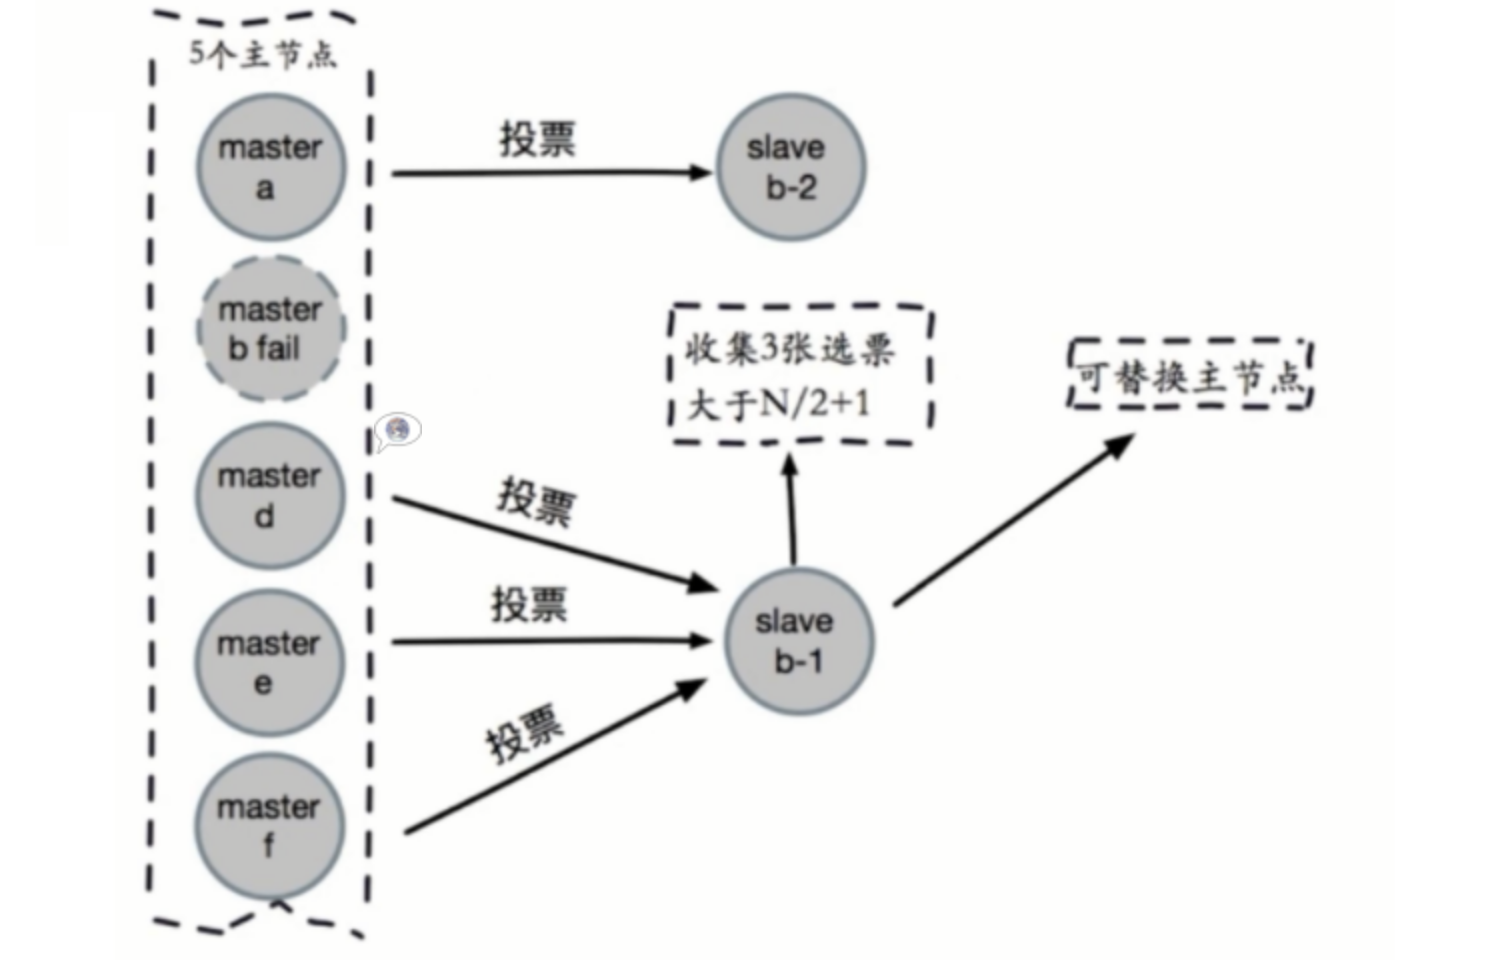 5个主节点
master
a
投票
slave
b-2
master
b fail
收集3张选票
大于N/2+1
可替换主节点
master
d
投票
投票
master
e
slave
b-1
投票
master
f